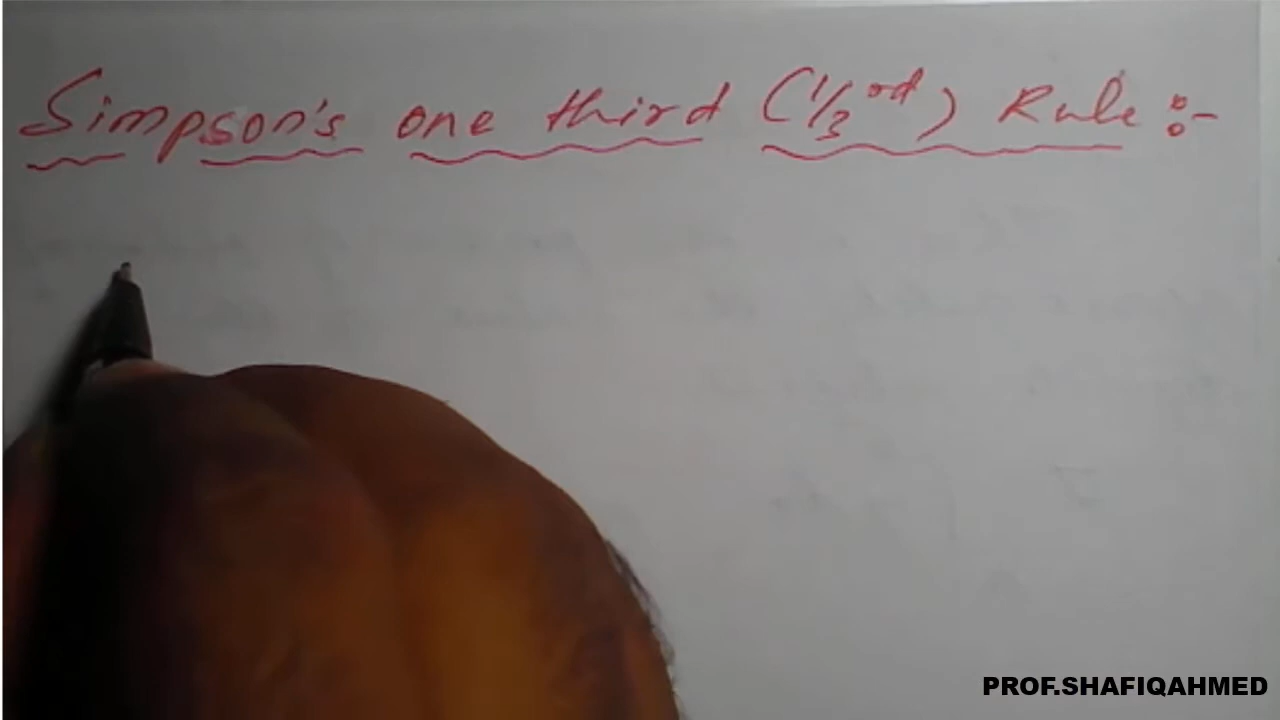 Simpson's one third (1/3rd) Rule :-
PROF.SHAFIQAHMED